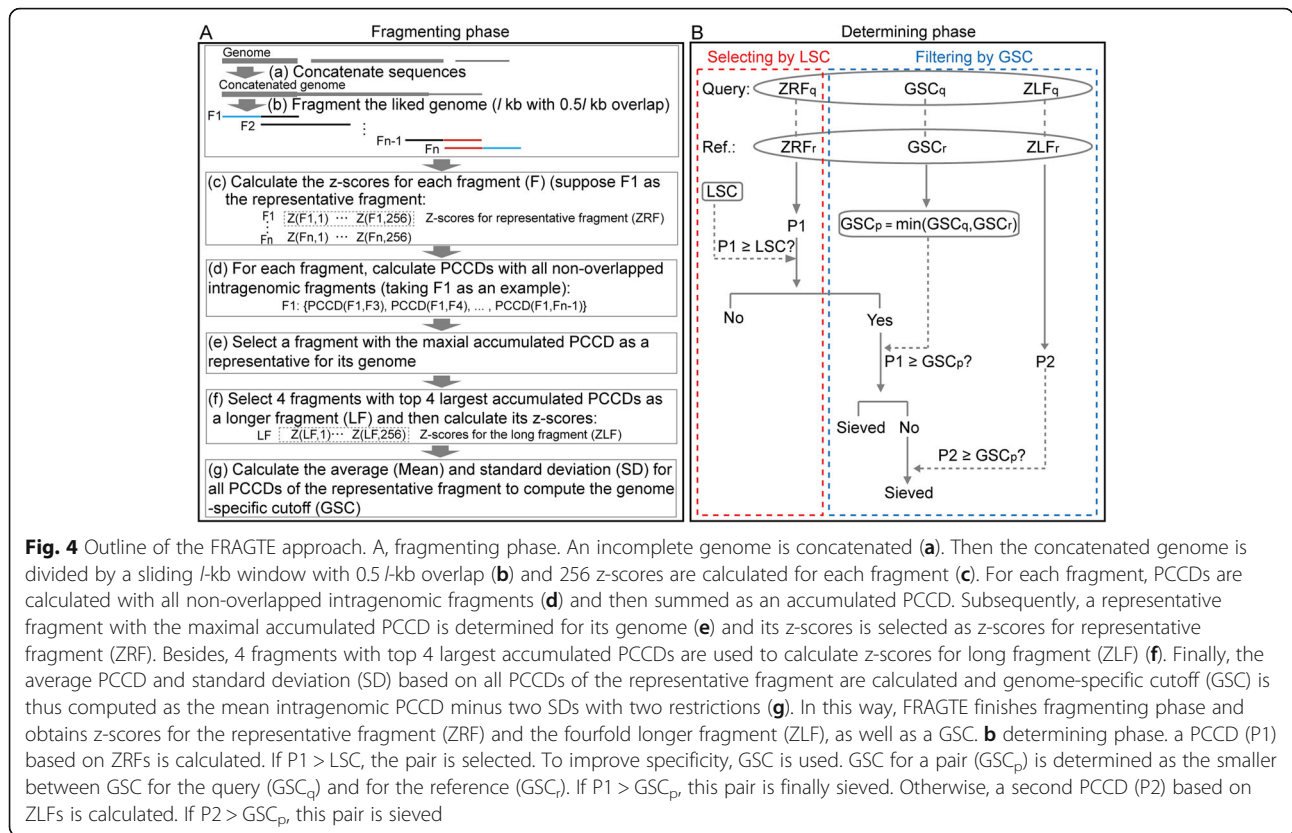 A
Fragmenting phase
Genome
(a) Concatenate sequences
Concatenated genome
(b) Fragment the liked genome (l kb with 0.5l kb overlap)
F1
F2
⋮
Fn-1
Fn
(c) Calculate the z-scores for each fragment (F) (suppose F1 as
the representative fragment:
F1 Z(F1,1) ⋯ Z(F1,256) Z-scores for representative fragment (ZRF)
⋮
Fn Z(Fn,1) ⋯ Z(Fn,256)
(d) For each fragment, calculate PCCDs with all non-overlapped
intragenomic fragments (taking F1 as an example):
F1: {PCCD(F1,F3), PCCD(F1,F4), ... , PCCD(F1,Fn-1)}
(e) Select a fragment with the maxial accumulated PCCD as a
representative for its genome
(f) Select 4 fragments with top 4 largest accumulated PCCDs as
a longer fragment (LF) and then calculate its z-scores:
LF Z(LF,1)⋯ Z(LF,256) Z-scores for the long fragment (ZLF)
(g) Calculate the average (Mean) and standard deviation (SD) for
all PCCDs of the representative fragment to compute the genome
-specific cutoff (GSC)
B
Determining phase
Selecting by LSC
Filtering by GSC
Query: ZRFq GSCq ZLFq
Ref.: ZRFr GSCr ZLFr
LSC
P1
GSCp = min(GSCq,GSCr)
P1 ≥ LSC?
No
Yes
P1 ≥ GSCp?
P2
Sieved No
P2 ≥ GSCp?
Sieved
Fig. 4 Outline of the FRAGTE approach. A, fragmenting phase. An incomplete genome is concatenated (a). Then the concatenated genome is
divided by a sliding l-kb window with 0.5 l-kb overlap (b) and 256 z-scores are calculated for each fragment (c). For each fragment, PCCDs are
calculated with all non-overlapped intragenomic fragments (d) and then summed as an accumulated PCCD. Subsequently, a representative
fragment with the maximal accumulated PCCD is determined for its genome (e) and its z-scores is selected as z-scores for representative
fragment (ZRF). Besides, 4 fragments with top 4 largest accumulated PCCDs are used to calculate z-scores for long fragment (ZLF) (f). Finally, the
average PCCD and standard deviation (SD) based on all PCCDs of the representative fragment are calculated and genome-specific cutoff (GSC) is
thus computed as the mean intragenomic PCCD minus two SDs with two restrictions (g). In this way, FRAGTE finishes fragmenting phase and
obtains z-scores for the representative fragment (ZRF) and the fourfold longer fragment (ZLF), as well as a GSC. b determining phase. a PCCD (P1)
based on ZRFs is calculated. If P1 > LSC, the pair is selected. To improve specificity, GSC is used. GSC for a pair (GSCp) is determined as the smaller
between GSC for the query (GSCq) and for the reference (GSCr). If P1 > GSCp, this pair is finally sieved. Otherwise, a second PCCD (P2) based on
ZLFs is calculated. If P2 > GSCp, this pair is sieved